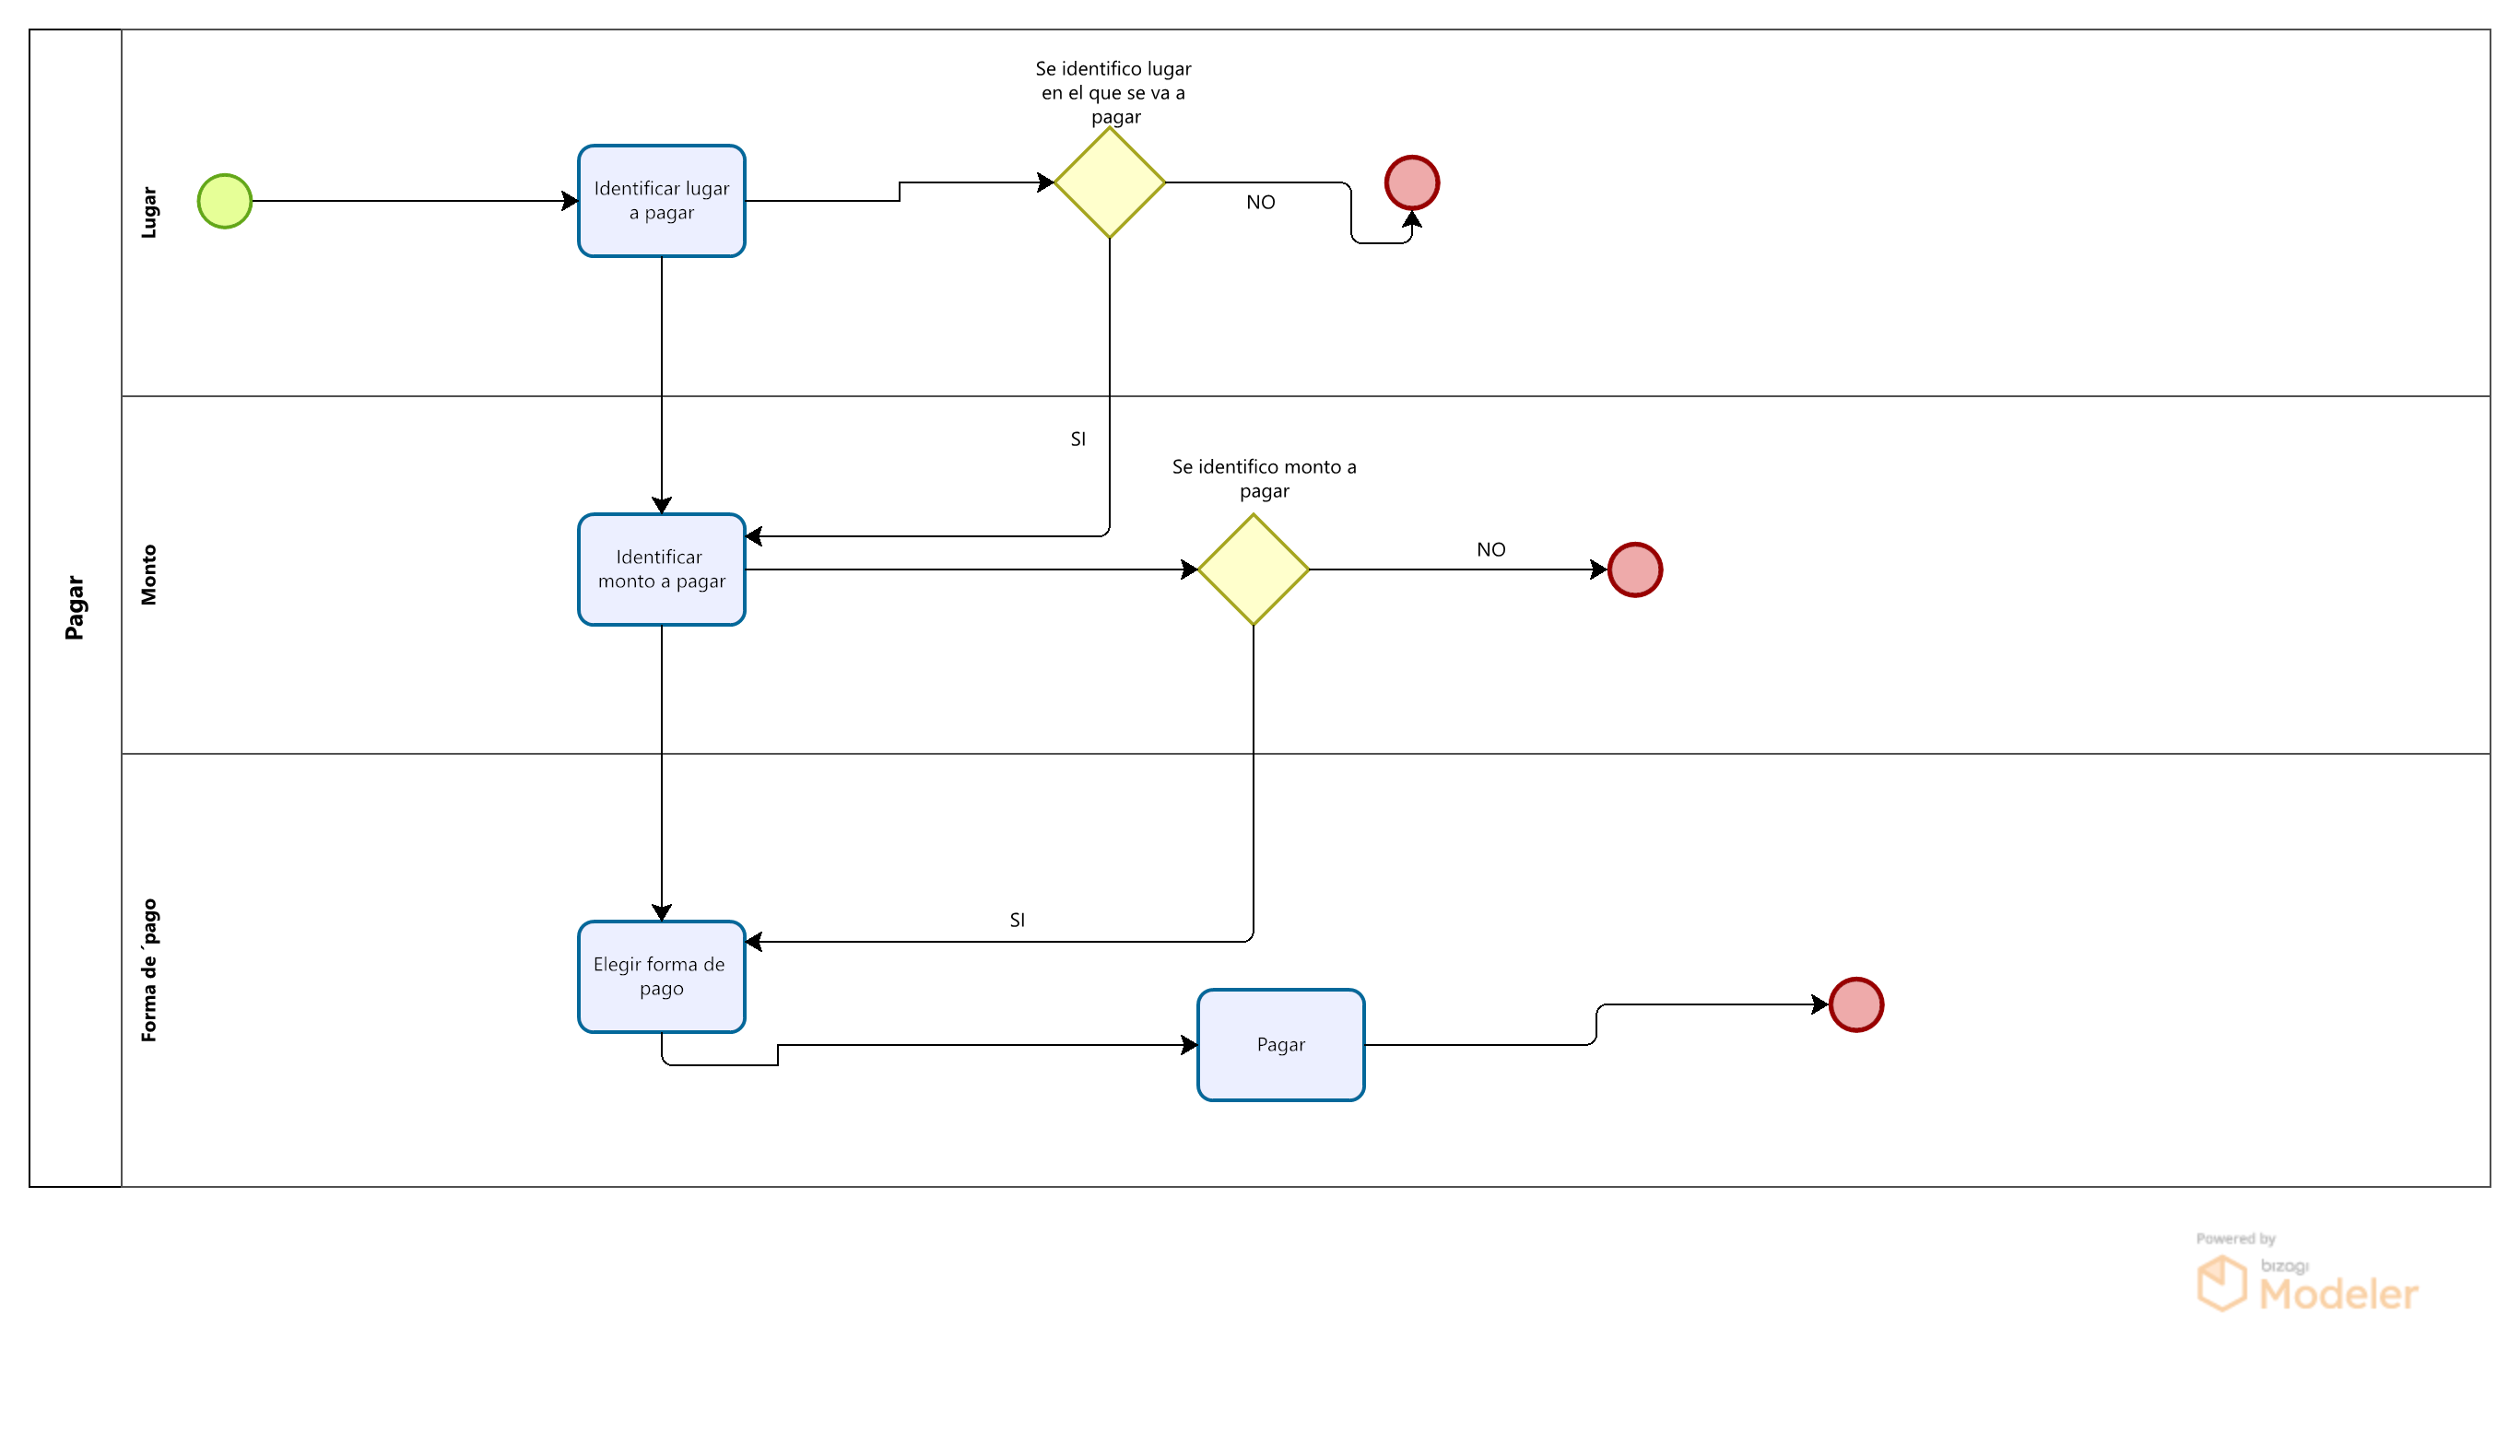 Pagar
Lugar
Se identifico lugar
en el que se va a
pagar
Identificar lugar
a pagar
NO
Monto
SI
Se identifico monto a
pagar
Identificar
monto a pagar
NO
Forma de ´pago
SI
Elegir forma de
pago
Pagar
Powered by
bizagi
Modeler